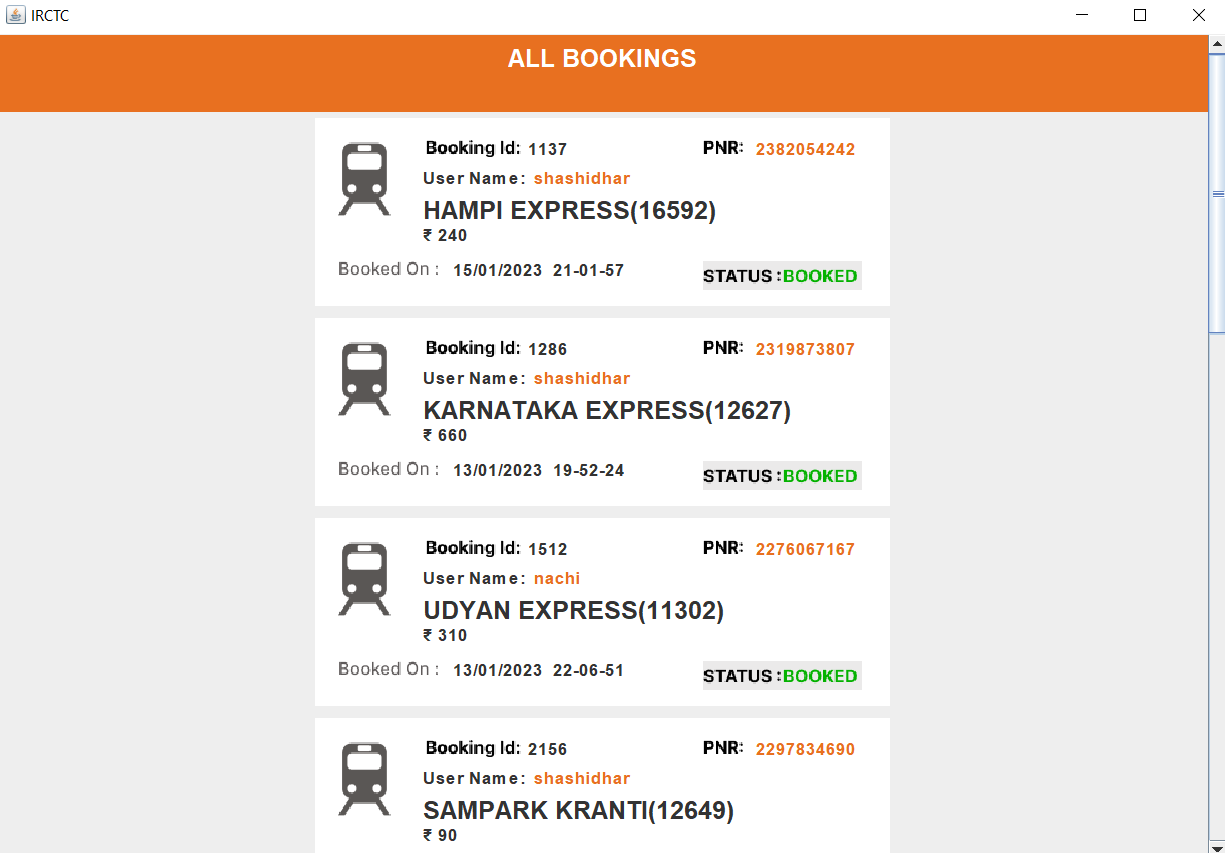 IRCTC
ALL BOOKINGS
Booking Id: 1137 PNR: 2382054242
User Name: shashidhar
HAMPI EXPRESS(16592)
₹ 240
Booked On : 15/01/2023 21-01-57 STATUS :BOOKED
Booking Id: 1286 PNR: 2319873807
User Name: shashidhar
KARNATAKA EXPRESS(12627)
₹ 660
Booked On : 13/01/2023 19-52-24 STATUS :BOOKED
Booking Id: 1512 PNR: 2276067167
User Name: nachi
UDYAN EXPRESS(11302)
₹ 310
Booked On : 13/01/2023 22-06-51 STATUS :BOOKED
Booking Id: 2156 PNR: 2297834690
User Name: shashidhar
SAMPARK KRANTI(12649)
₹ 90